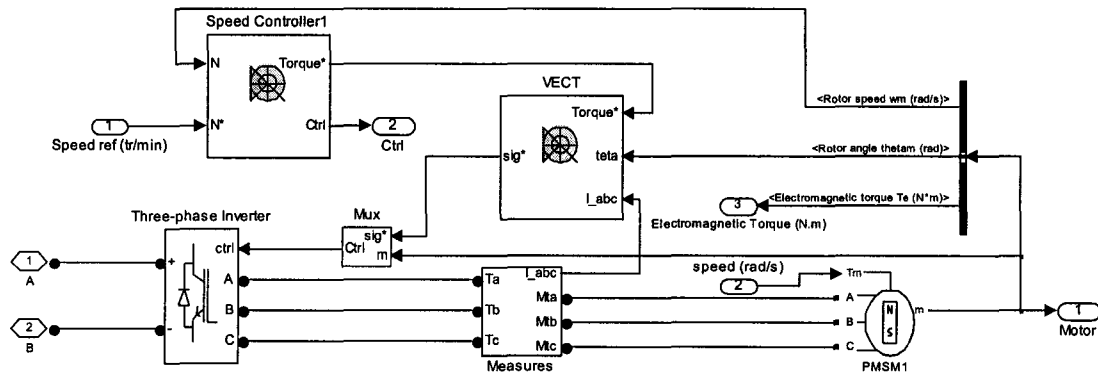 Speed Controller1
N
Torque*
N*
Ctrl
1
Speed ref (tr/min)
2
Ctrl
VECT
Torque*
sig*
teta
I_abc
<Rotor speed wm (rad/s)>
<Rotor angle thetam (rad)>
<Electromagnetic torque Te (N*m)>
3
Electromagnetic Torque (N.m)
Three-phase Inverter
ctrl
+
-
A
B
C
1
A
2
B
Mux
sig*
Ctrl
m
I_abc
Ta
Tb
Tc
Mta
Mtb
Mtc
Measures
speed (rad/s)
2
Tm
A
B
C
N
S
m
PMSM1
1
Motor